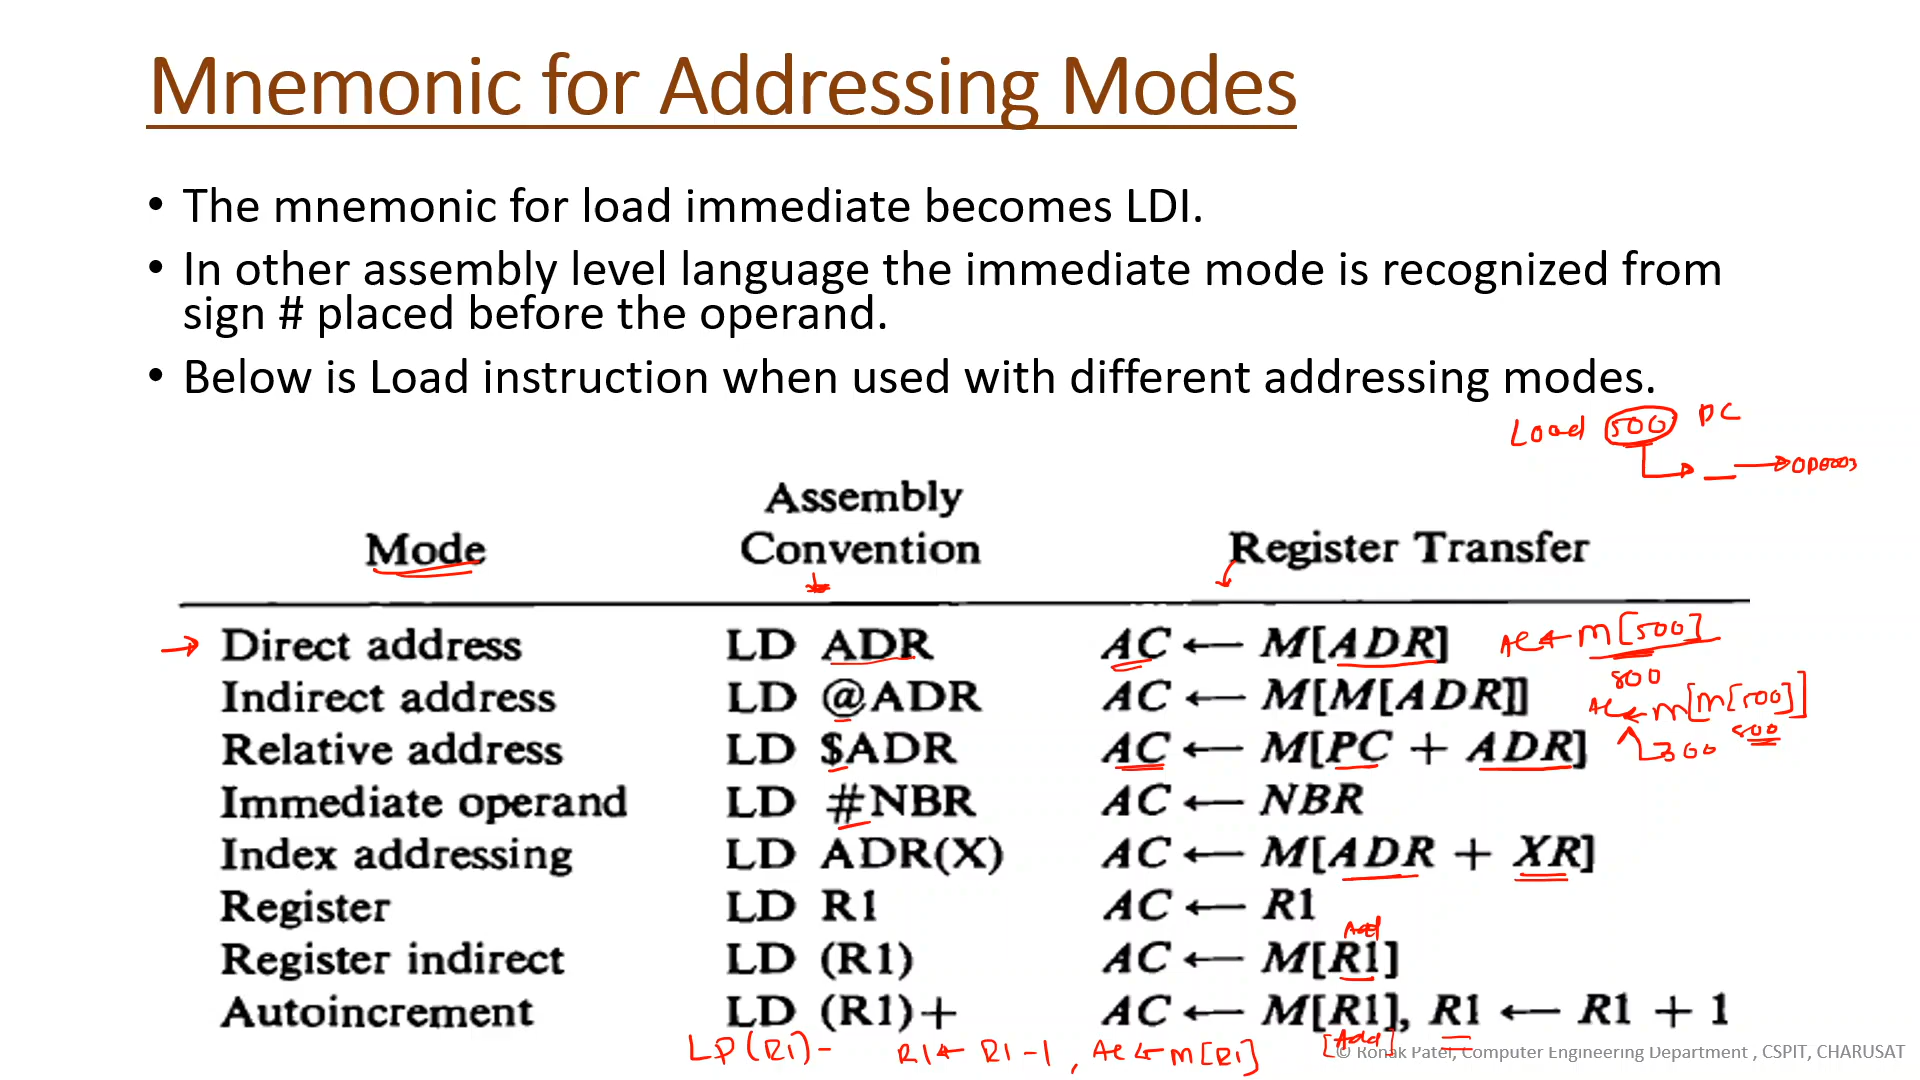 Mnemonic for Addressing Modes
• The mnemonic for load immediate becomes LDI.
• In other assembly level language the immediate mode is recognized from
sign # placed before the operand.
• Below is Load instruction when used with different addressing modes.
Load 500 PC
Assembly
Mode Convention Register Transfer
Direct address LD ADR AC ← M[ADR] AC ← M[500]
800
Indirect address LD @ADR AC ← M[M[ADR]] AC ← M[M[500]]
800
300
Relative address LD $ADR AC ← M[PC + ADR]
Immediate operand LD #NBR AC ← NBR
Index addressing LD ADR(X) AC ← M[ADR + XR]
Register LD R1 AC ← R1
Add
Register indirect LD (R1) AC ← M[R1]
Autoincrement LD (R1)+ AC ← M[R1], R1 ← R1 + 1
[Add]
LD (R1) - R1 ← R1 - 1, AC ← M[R1]
© Ronak Patel, Computer Engineering Department , CSPIT, CHARUSAT